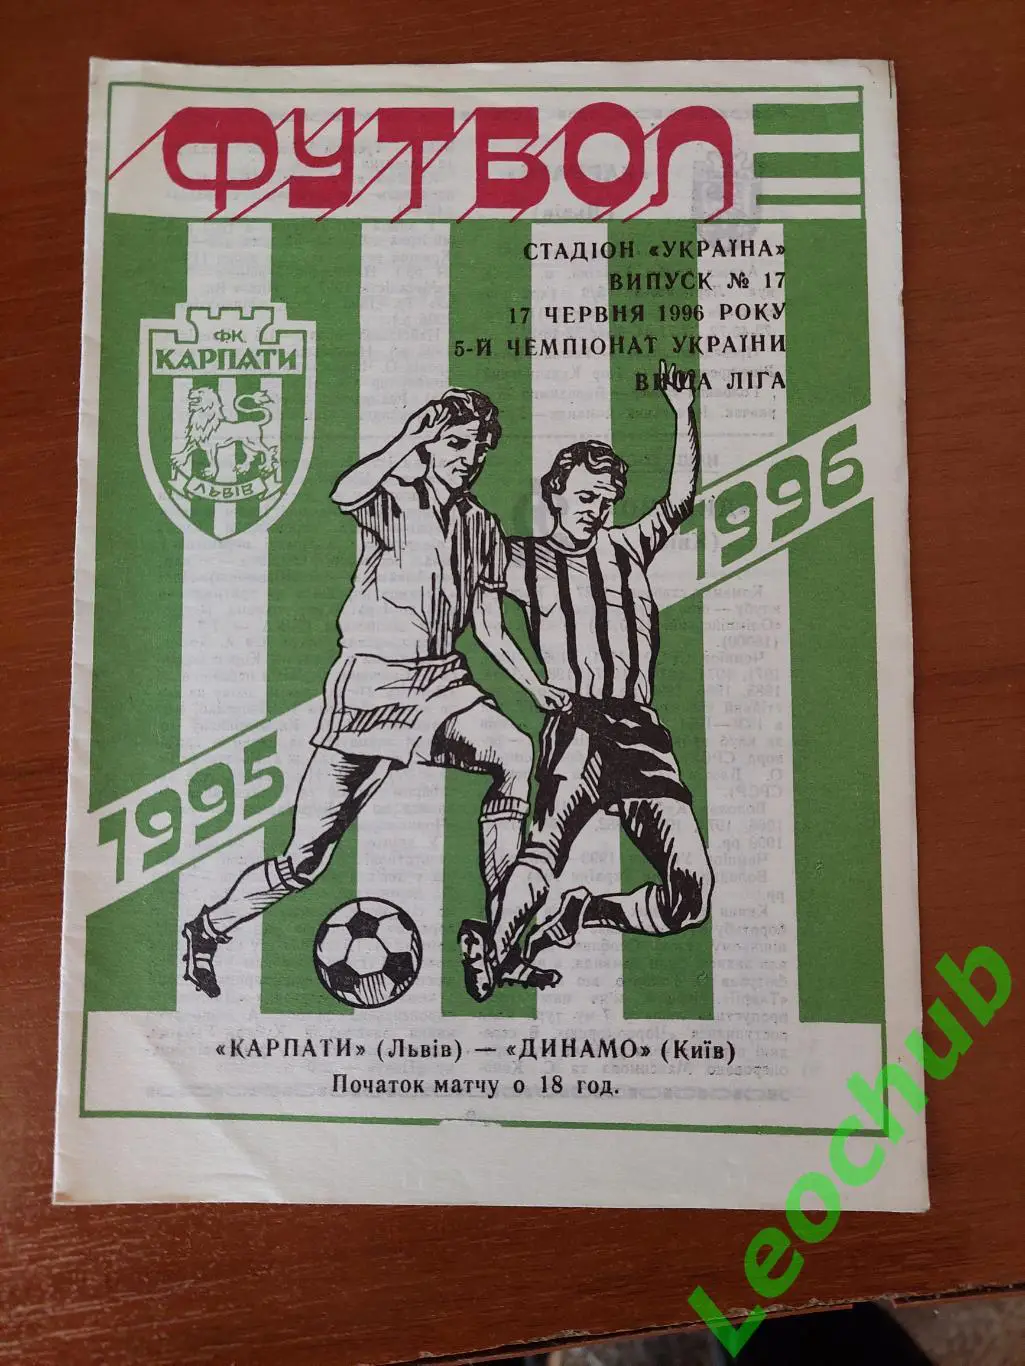 ФУТБОЛ
СТАДІОН «УКРАЇНА»
ВИПУСК № 17
17 ЧЕРВНЯ 1996 РОКУ
5-Й ЧЕМПІОНАТ УКРАЇНИ
ВИЩА ЛІГА
ФК
КАРПАТИ
ЛЬВІВ
1996
1995
«КАРПАТИ» (Львів) — «ДИНАМО» (Київ)
Початок матчу о 18 год.
Leochub